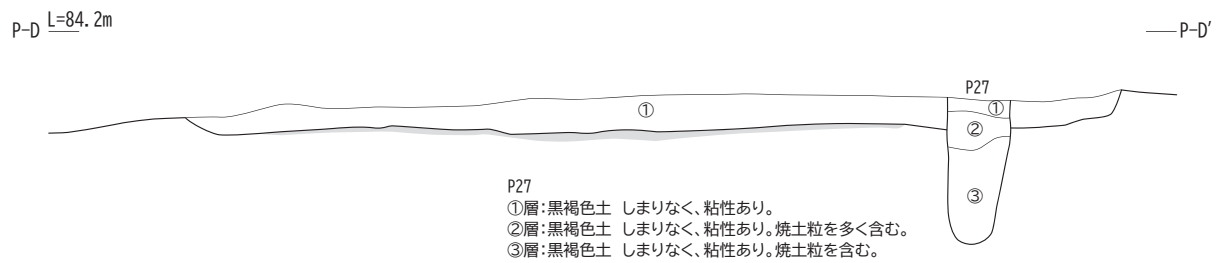 P-D L=84.2m
P-D′
P27
①
①
②
③
P27
①層:黒褐色土 しまりなく、粘性あり。
②層:黒褐色土 しまりなく、粘性あり。焼土粒を多く含む。
③層:黒褐色土 しまりなく、粘性あり。焼土粒を含む。